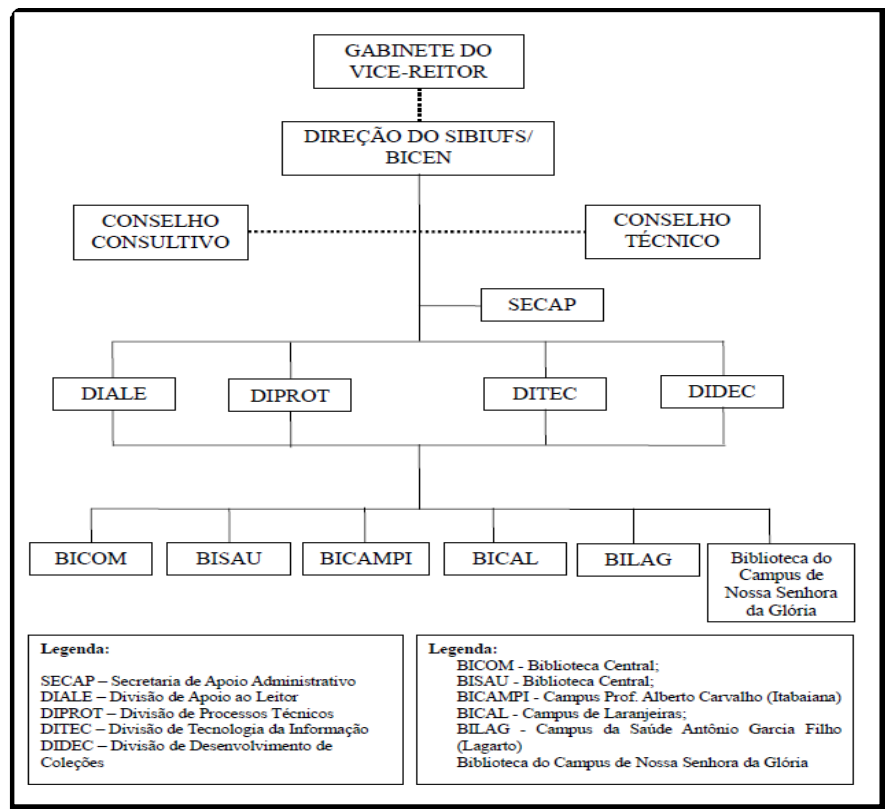 GABINETE DO
VICE-REITOR
DIREÇÃO DO SIBIUFS/
BICEN
CONSELHO
CONSULTIVO
CONSELHO
TÉCNICO
SECAP
DIALE
DIPROT
DITEC
DIDEC
BICOM
BISAU
BICAMPI
BICAL
BILAG
Biblioteca do
Campus de
Nossa Senhora
da Glória
Legenda:
SECAP – Secretaria de Apoio Administrativo
DIALE – Divisão de Apoio ao Leitor
DIPROT – Divisão de Processos Técnicos
DITEC – Divisão de Tecnologia da Informação
DIDEC – Divisão de Desenvolvimento de
Coleções
Legenda:
BICOM - Biblioteca Central;
BISAU - Biblioteca Central;
BICAMPI - Campus Prof. Alberto Carvalho (Itabaiana)
BICAL - Campus de Laranjeiras;
BILAG - Campus da Saúde Antônio Garcia Filho
(Lagarto)
Biblioteca do Campus de Nossa Senhora da Glória